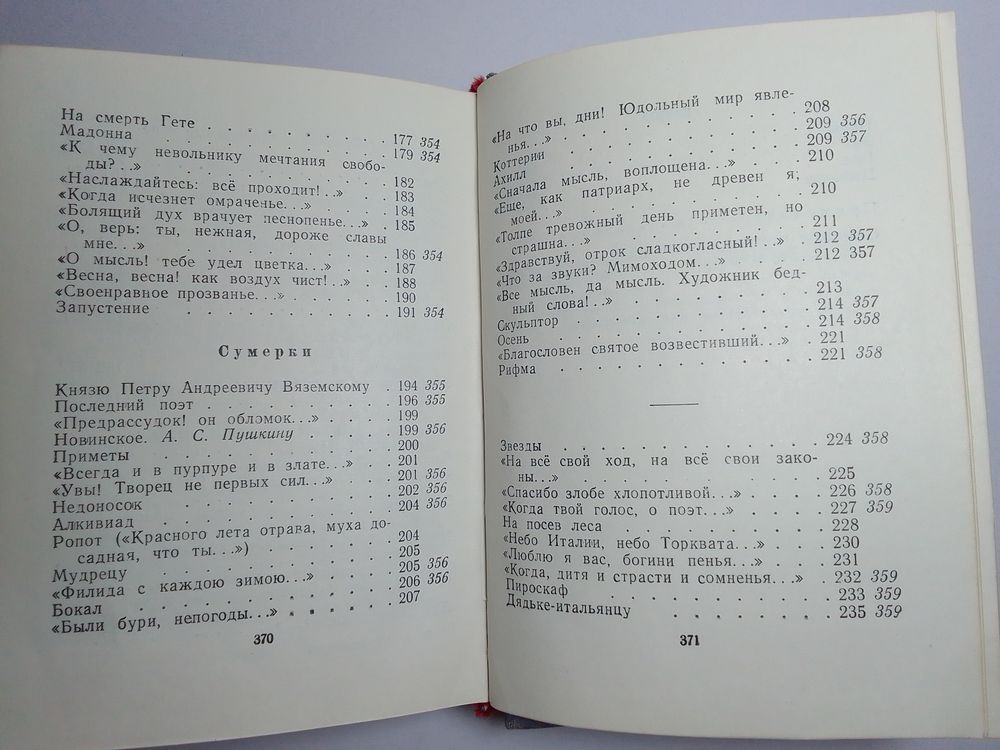 На смерть Гете . . . . . . . . . 177 354
Мадонна . . . . . . . . . . . 179 354
«К чему невольнику мечтания свобо-
ды?..» . . . . . . . . . . . 182
«Наслаждайтесь: всё проходит!..» . . 183
«Когда исчезнет омраченье...» . . . 184
«Болящий дух врачует песнопенье...» . 185
«О, верь: ты, нежная, дороже славы
мне...» . . . . . . . . . . 186 354
«О мысль! тебе удел цветка...» . . . 187
«Весна, весна! как воздух чист!..» . . 188
«Своенравное прозванье...» . . . . 190
Запустение . . . . . . . . . 191 354
Сумерки
Князю Петру Андреевичу Вяземскому . 194 355
Последний поэт . . . . . . . . 196 355
«Предрассудок! он обломок...» . . . 199
Новинское. А. С. Пушкину . . . . . 199 356
Приметы . . . . . . . . . . 200
«Всегда и в пурпуре и в злате...» . . 201
«Увы! Творец не первых сил...» . . . 201 356
Недоносок . . . . . . . . . . 202 356
Алкивиад . . . . . . . . . . 204 356
Ропот («Красного лета отрава, муха до-
садная, что ты...») . . . . . . 204
Мудрецу . . . . . . . . . . . 205
«Филида с каждою зимою...» . . . . 205 356
Бокал . . . . . . . . . . . 206 356
«Были бури, непогоды...» . . . . . 207
370
«На что вы, дни! Юдольный мир явле-
нья...» . . . . . . . . . . 208
Коттерии . . . . . . . . . . 209 356
Ахилл . . . . . . . . . . . 209 357
«Сначала мысль, воплощена...» . . . 210
«Еще, как патриарх, не древен я;
моей...» . . . . . . . . . . 210
«Толпе тревожный день приметен, но
страшна...» . . . . . . . . . 211
«Здравствуй, отрок сладкогласный!..» . 212 357
«Что за звуки? Мимоходом...» . . . 212 357
«Все мысль, да мысль. Художник бед-
ный слова!..» . . . . . . . . 213
Скульптор . . . . . . . . . . 214 357
Осень . . . . . . . . . . . 214 358
«Благословен святое возвестивший...» . 221
Рифма . . . . . . . . . . . 221 358
Звезды . . . . . . . . . . . 224 358
«На всё свой ход, на всё свои зако-
ны...» . . . . . . . . . . . 225
«Спасибо злобе хлопотливой...» . . . 226 358
«Когда твой голос, о поэт...» . . . . 227 359
На посев леса . . . . . . . . . 228
«Небо Италии, небо Торквата...» . . 230
«Люблю я вас, богини пенья...» . . . 231
«Когда, дитя и страсти и сомненья...» . 232 359
Пироскаф . . . . . . . . . . 233 359
Дядьке-итальянцу . . . . . . . 235 359
371